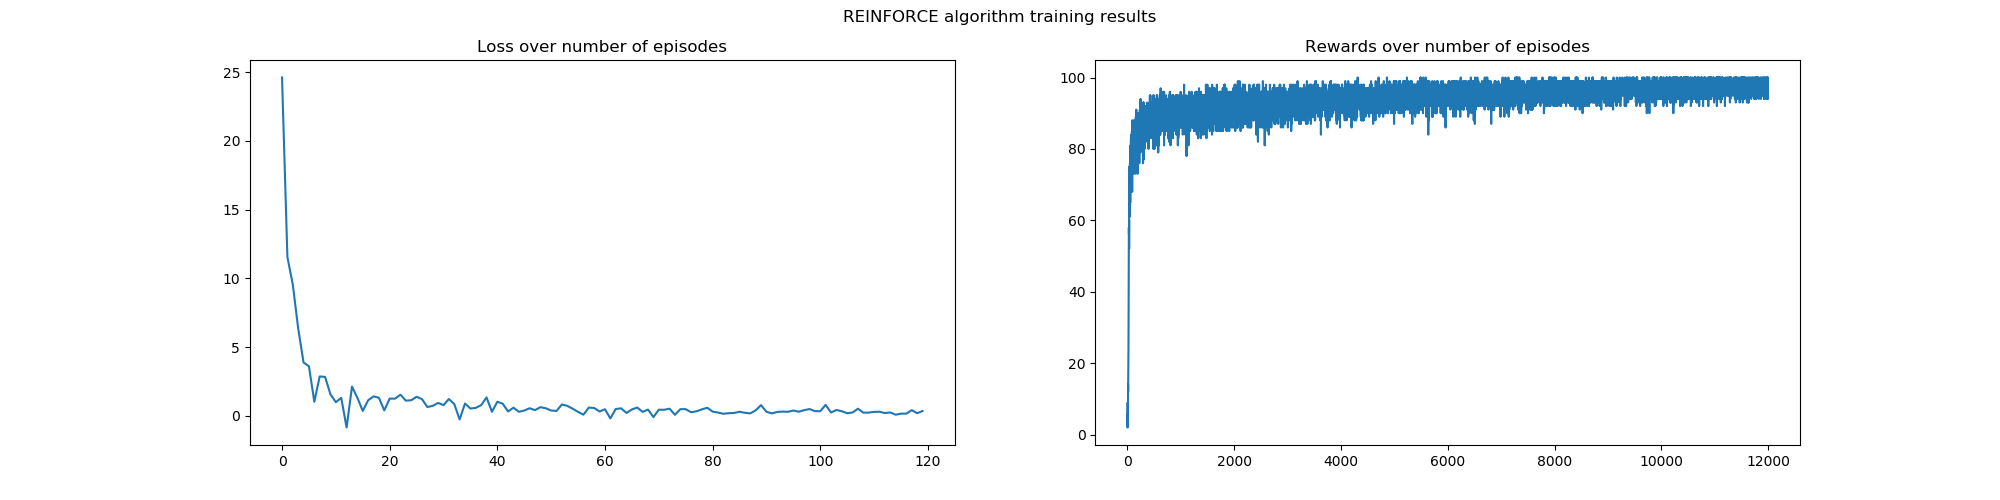 REINFORCE algorithm training results
Loss over number of episodes
25
20
15
10
5
0
0 20 40 60 80 100 120
Rewards over number of episodes
100
80
60
40
20
0
0 2000 4000 6000 8000 10000 12000